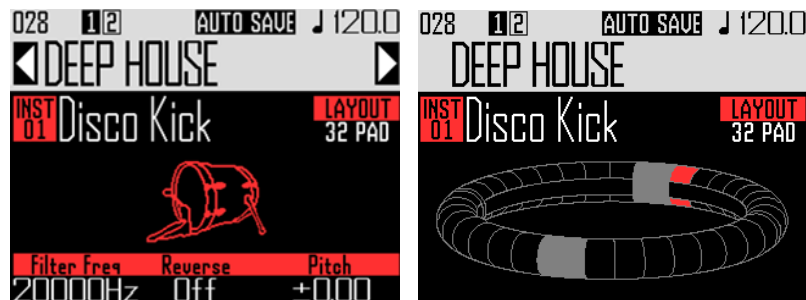 028 1 2 AUTO SAVE ♩120.0
DEEP HOUSE
INST 01 Disco Kick LAYOUT 32 PAD
Filter Freq Reverse Pitch
20000Hz Off ±0.00
028 1 2 AUTO SAVE ♩120.0
DEEP HOUSE
INST 01 Disco Kick LAYOUT 32 PAD